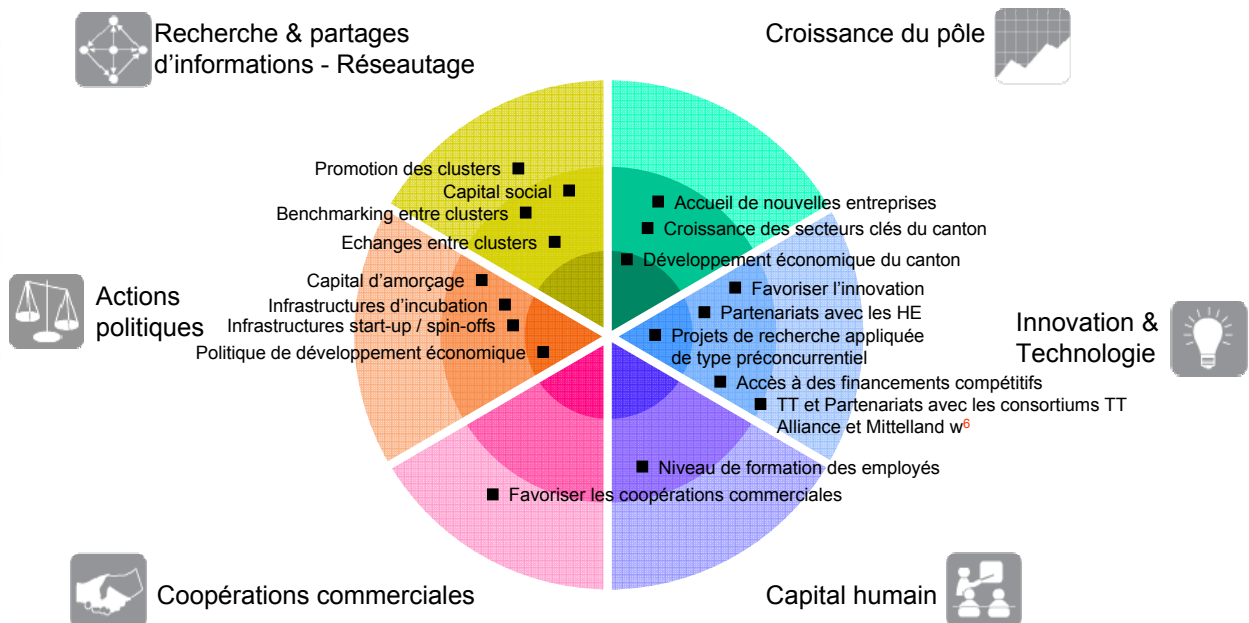 Recherche & partages
d'informations - Réseautage
Croissance du pôle
Promotion des clusters
Capital social
Benchmarking entre clusters
Echanges entre clusters
Accueil de nouvelles entreprises
Croissance des secteurs clés du canton
Développement économique du canton
Actions
politiques
Capital d'amorçage
Infrastructures d'incubation
Infrastructures start-up / spin-offs
Politique de développement économique
Favoriser l'innovation
Partenariats avec les HE
Projets de recherche appliquée
de type préconcurrentiel
Accès à des financements compétitifs
TT et Partenariats avec les consortiums TT
Alliance et Mittelland w6
Innovation &
Technologie
Niveau de formation des employés
Favoriser les coopérations commerciales
Coopérations commerciales
Capital humain